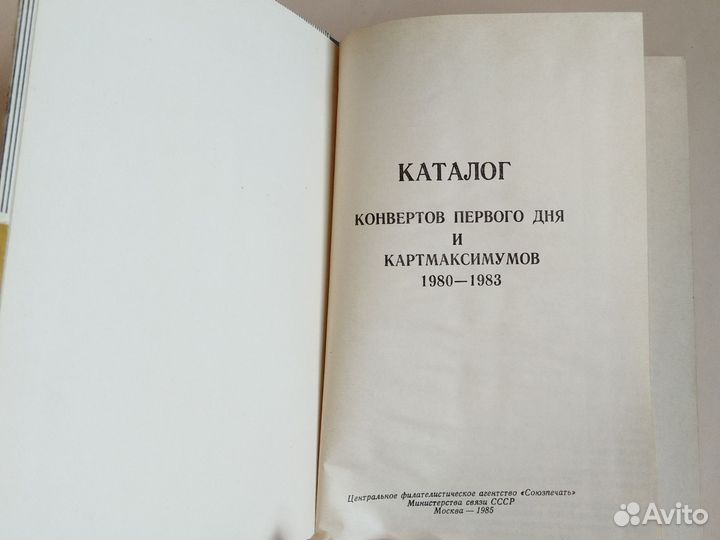 КАТАЛОГ
КОНВЕРТОВ ПЕРВОГО ДНЯ
И
КАРТМАКСИМУМОВ
1980—1983
Центральное филателистическое агентство «Союзпечать»
Министерства связи СССР
Москва — 1985
Avito